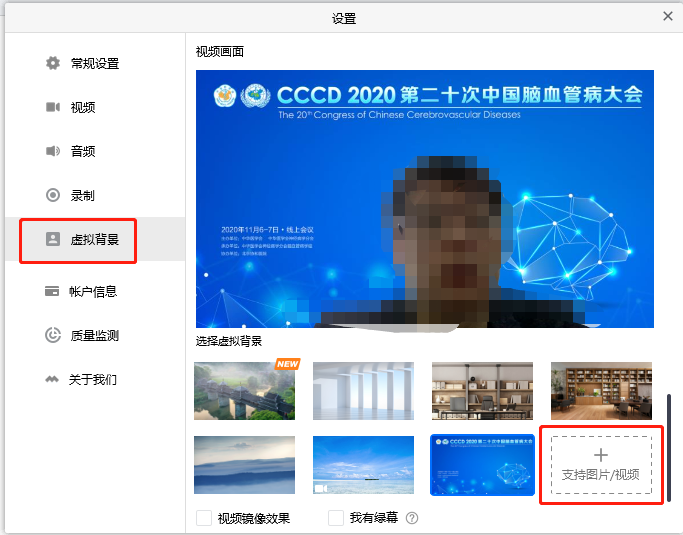 设置
常规设置
视频
音频
录制
虚拟背景
帐户信息
质量监测
关于我们
视频画面
CCCD 2020 第二十次中国脑血管病大会
The 20th Congress of Chinese Cerebrovascular Diseases
2020年11月6-7日·线上会议
选择虚拟背景
NEW
CCCD 2020 第二十次中国脑血管病大会
支持图片/视频
视频镜像效果
我有绿幕